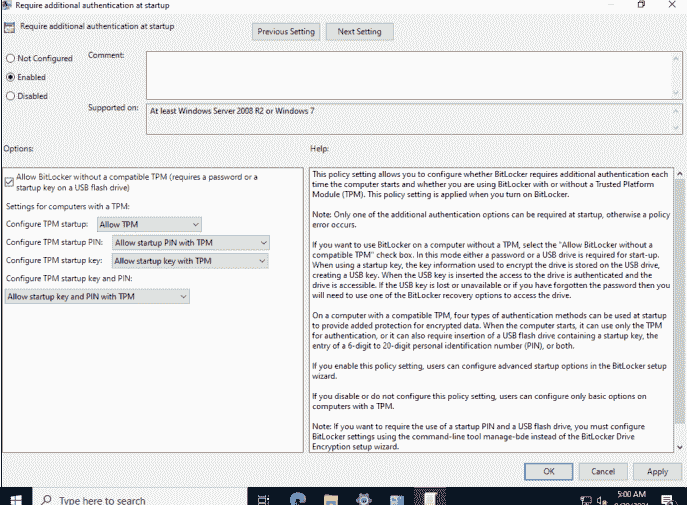 Require additional authentication at startup
Require additional authentication at startup
Previous Setting
Next Setting
Not Configured
Enabled
Disabled
Comment:
Supported on:
At least Windows Server 2008 R2 or Windows 7
Options:
Help:
Allow BitLocker without a compatible TPM (requires a password or a
startup key on a USB flash drive)
Settings for computers with a TPM:
Configure TPM startup:
Allow TPM
Configure TPM startup PIN:
Allow startup PIN with TPM
Configure TPM startup key:
Allow startup key with TPM
Configure TPM startup key and PIN:
Allow startup key and PIN with TPM
This policy setting allows you to configure whether BitLocker requires additional authentication each
time the computer starts and whether you are using BitLocker with or without a Trusted Platform
Module (TPM). This policy setting is applied when you turn on BitLocker.
Note: Only one of the additional authentication options can be required at startup, otherwise a policy
error occurs.
If you want to use BitLocker on a computer without a TPM, select the "Allow BitLocker without a
compatible TPM" check box. In this mode either a password or a USB drive is required for start-up.
When using a startup key, the key information used to encrypt the drive is stored on the USB drive,
creating a USB key. When the USB key is inserted the access to the drive is authenticated and the
drive is accessible. If the USB key is lost or unavailable or if you have forgotten the password then you
will need to use one of the BitLocker recovery options to access the drive.
On a computer with a compatible TPM, four types of authentication methods can be used at startup
to provide added protection for encrypted data. When the computer starts, it can use only the TPM
for authentication, or it can also require insertion of a USB flash drive containing a startup key, the
entry of a 6-digit to 20-digit personal identification number (PIN), or both.
If you enable this policy setting, users can configure advanced startup options in the BitLocker setup
wizard.
If you disable or do not configure this policy setting, users can configure only basic options on
computers with a TPM.
Note: If you want to require the use of a startup PIN and a USB flash drive, you must configure
BitLocker settings using the command-line tool manage-bde instead of the BitLocker Drive
Encryption setup wizard.
OK
Cancel
Apply
Type here to search
5:00 AM